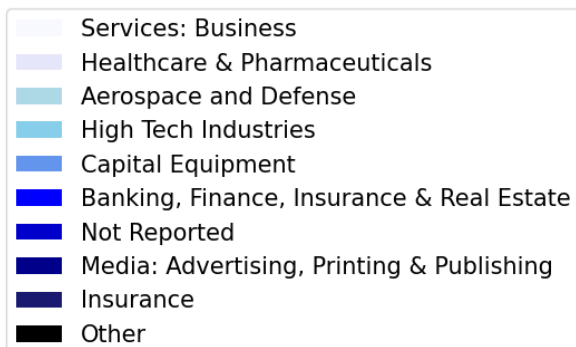 Services: Business
Healthcare & Pharmaceuticals
Aerospace and Defense
High Tech Industries
Capital Equipment
Banking, Finance, Insurance & Real Estate
Not Reported
Media: Advertising, Printing & Publishing
Insurance
Other